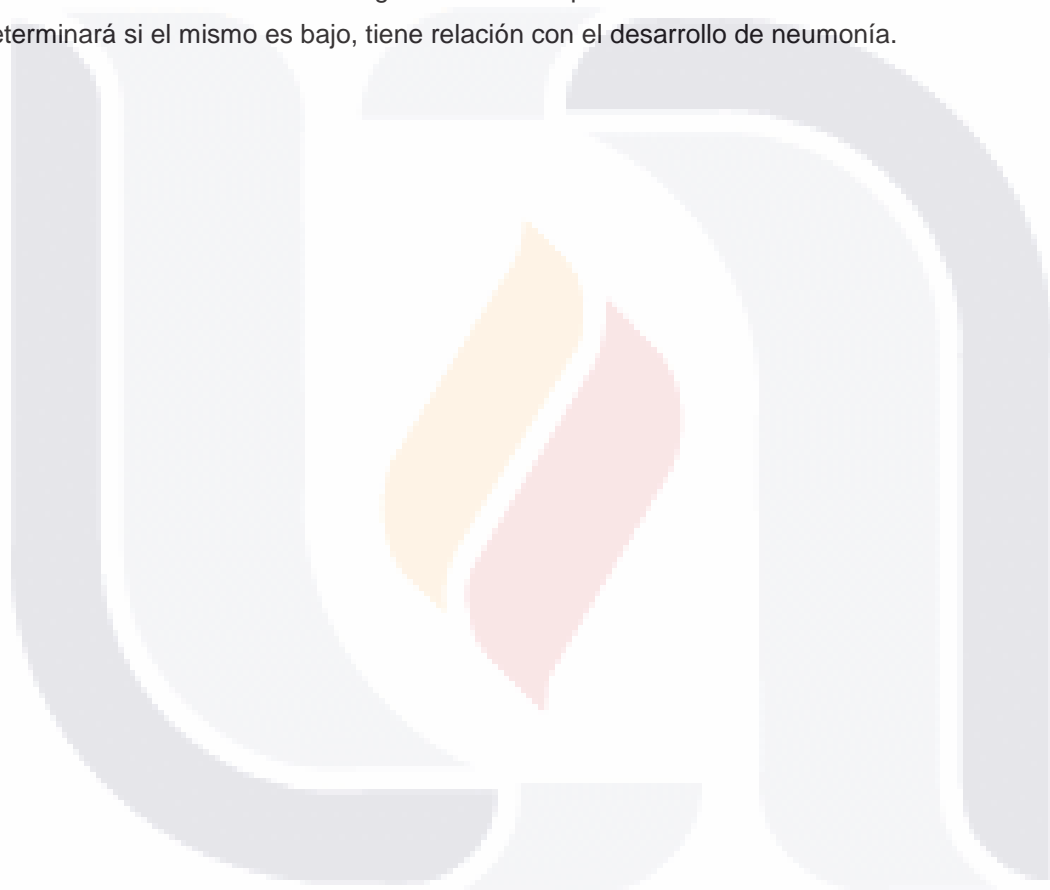 eterminará si el mismo es bajo, tiene relación con el desarrollo de neumonía.